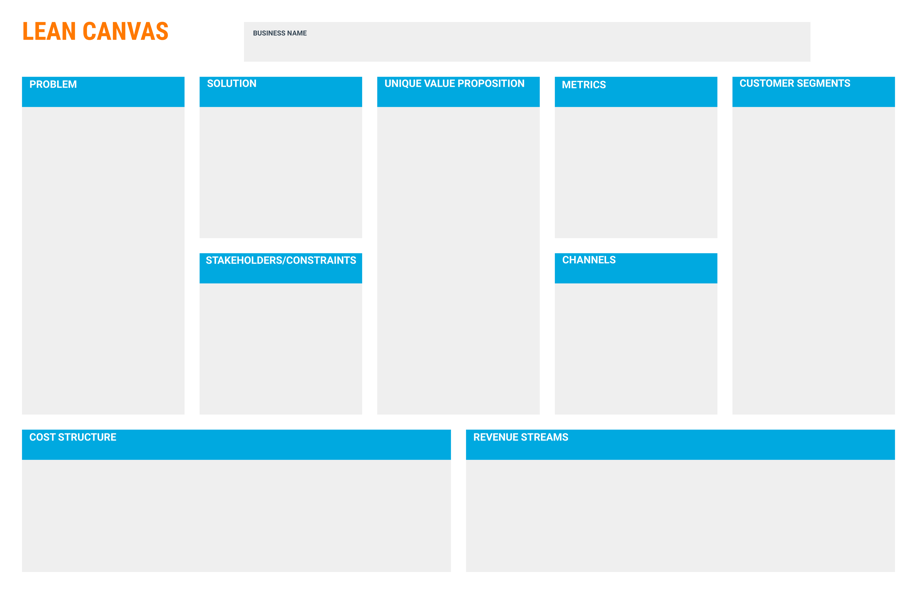 LEAN CANVAS
BUSINESS NAME
PROBLEM
SOLUTION
UNIQUE VALUE PROPOSITION
METRICS
CUSTOMER SEGMENTS
STAKEHOLDERS/CONSTRAINTS
CHANNELS
COST STRUCTURE
REVENUE STREAMS